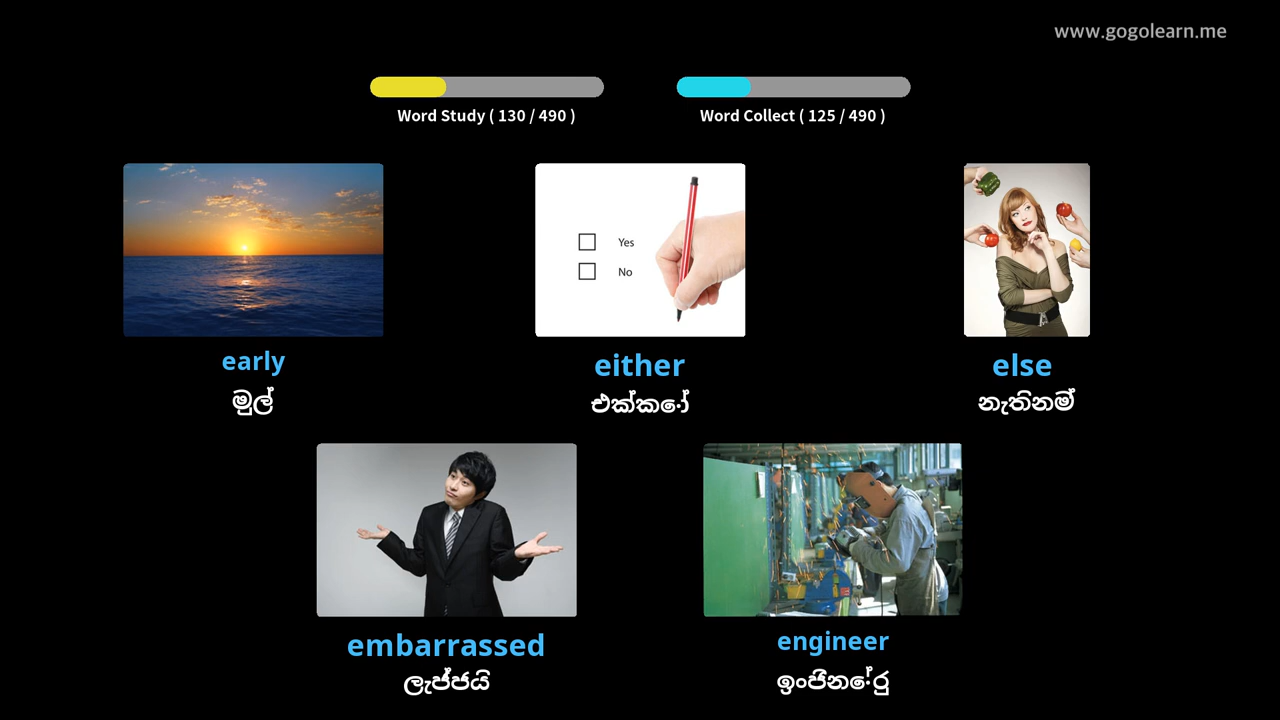 www.gogolearn.me
Word Study ( 130 / 490 )
Word Collect ( 125 / 490 )
Yes
No
early
either
else
මුල්
එක්කෝ
නැතිනම්
embarrassed
engineer
ලැජ්ජයි
ඉංජිනේරු